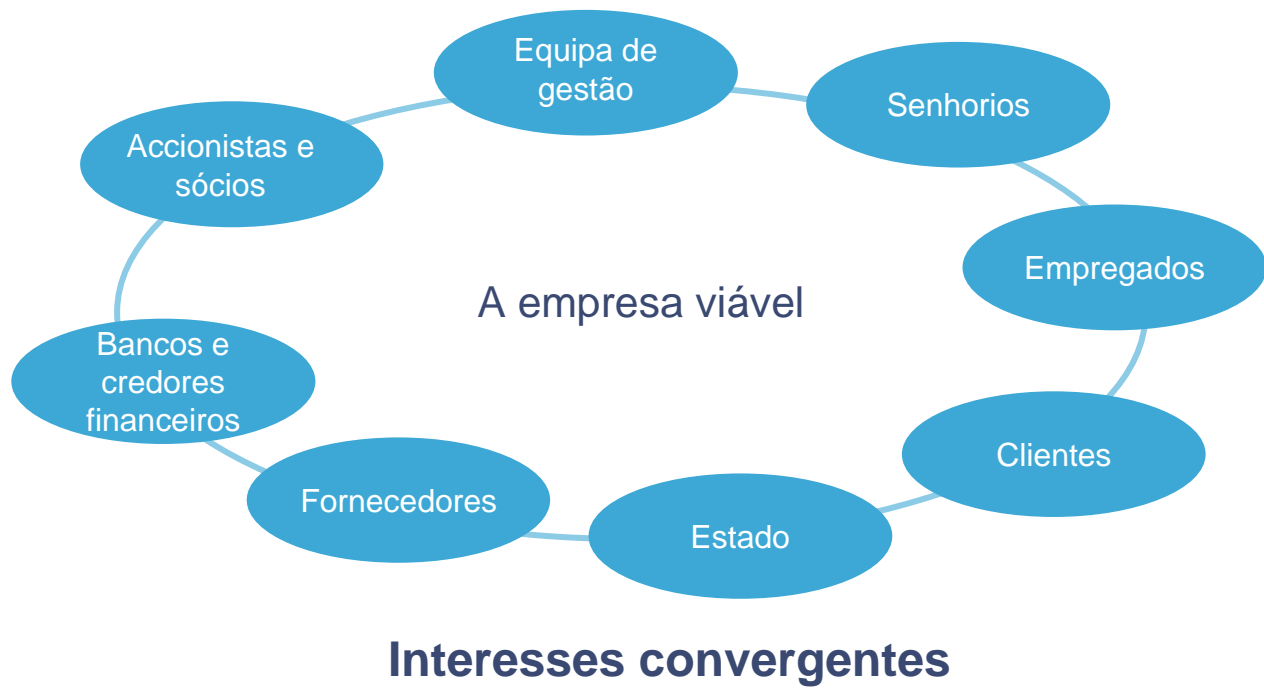 Equipa de
gestão
Senhorios
Accionistas e
sócios
Empregados
A empresa viável
Bancos e
credores
financeiros
Clientes
Fornecedores
Estado
Interesses convergentes